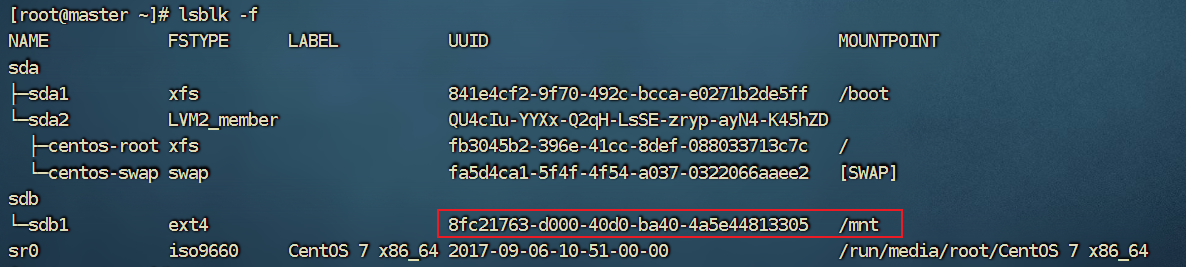 [root@master ~]# lsblk -f
NAME            FSTYPE      LABEL           UUID                                   MOUNTPOINT
sda
├─sda1          xfs                         841e4cf2-9f70-492c-bcca-e0271b2de5ff   /boot
└─sda2          LVM2_member                 QU4cIu-YYXx-Q2qH-LsSE-zryp-ayN4-K45hZD
  ├─centos-root xfs                         fb3045b2-396e-41cc-8def-088033713c7c   /
  └─centos-swap swap                        fa5d4ca1-5f4f-4f54-a037-0322066aaee2   [SWAP]
sdb
└─sdb1          ext4                        8fc21763-d000-40d0-ba40-4a5e44813305   /mnt
sr0             iso9660     CentOS 7 x86_64 2017-09-06-10-51-00-00                 /run/media/root/CentOS 7 x86_64